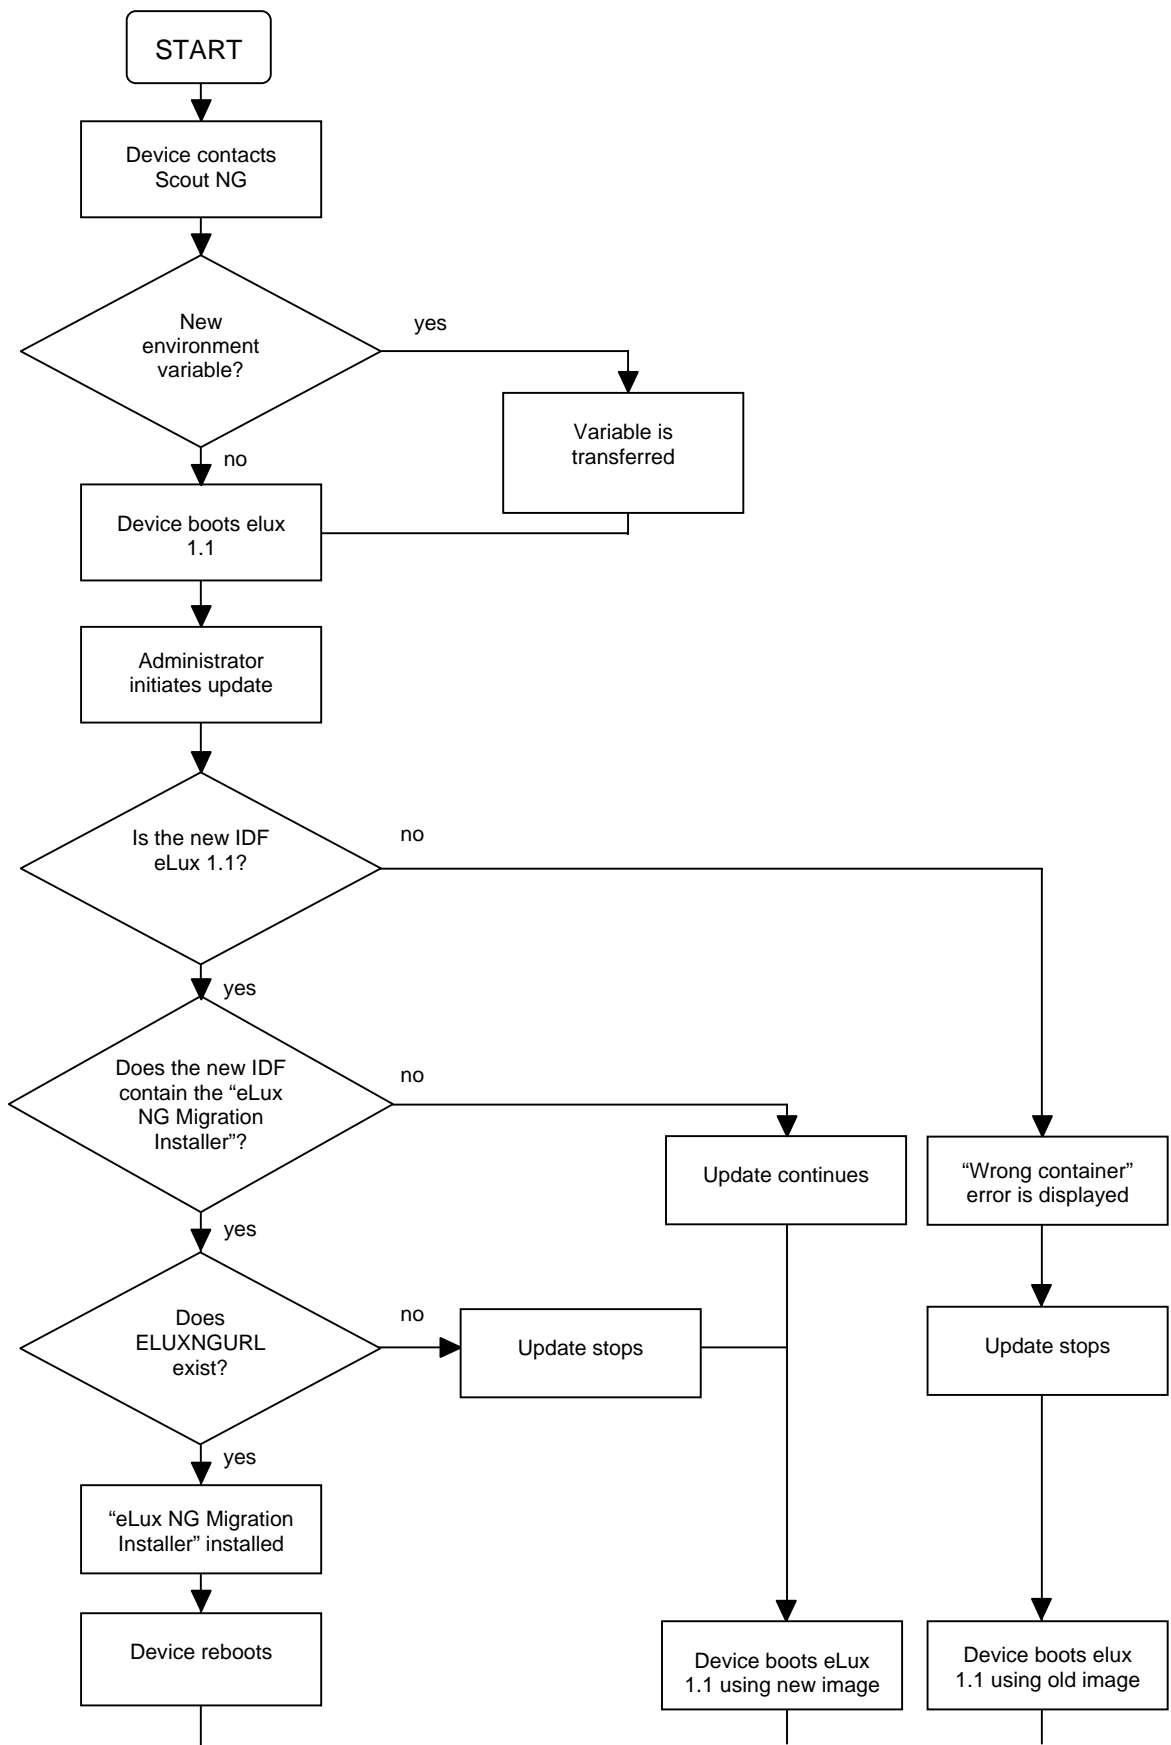 START
Device contacts
Scout NG
New
environment
variable?
yes
Variable is
transferred
no
Device boots elux
1.1
Administrator
initiates update
Is the new IDF
eLux 1.1?
no
yes
Does the new IDF
contain the “eLux
NG Migration
Installer”?
no
Update continues
“Wrong container”
error is displayed
yes
Does
ELUXNGURL
exist?
no
Update stops
Update stops
yes
“eLux NG Migration
Installer” installed
Device reboots
Device boots eLux
1.1 using new image
Device boots elux
1.1 using old image